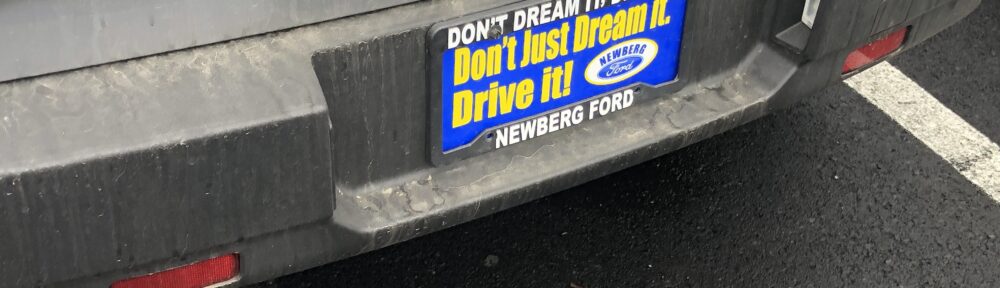 DON'T DREAM IT,
Don't Just Dream it.
Drive it!
NEWBERG
Ford
NEWBERG FORD